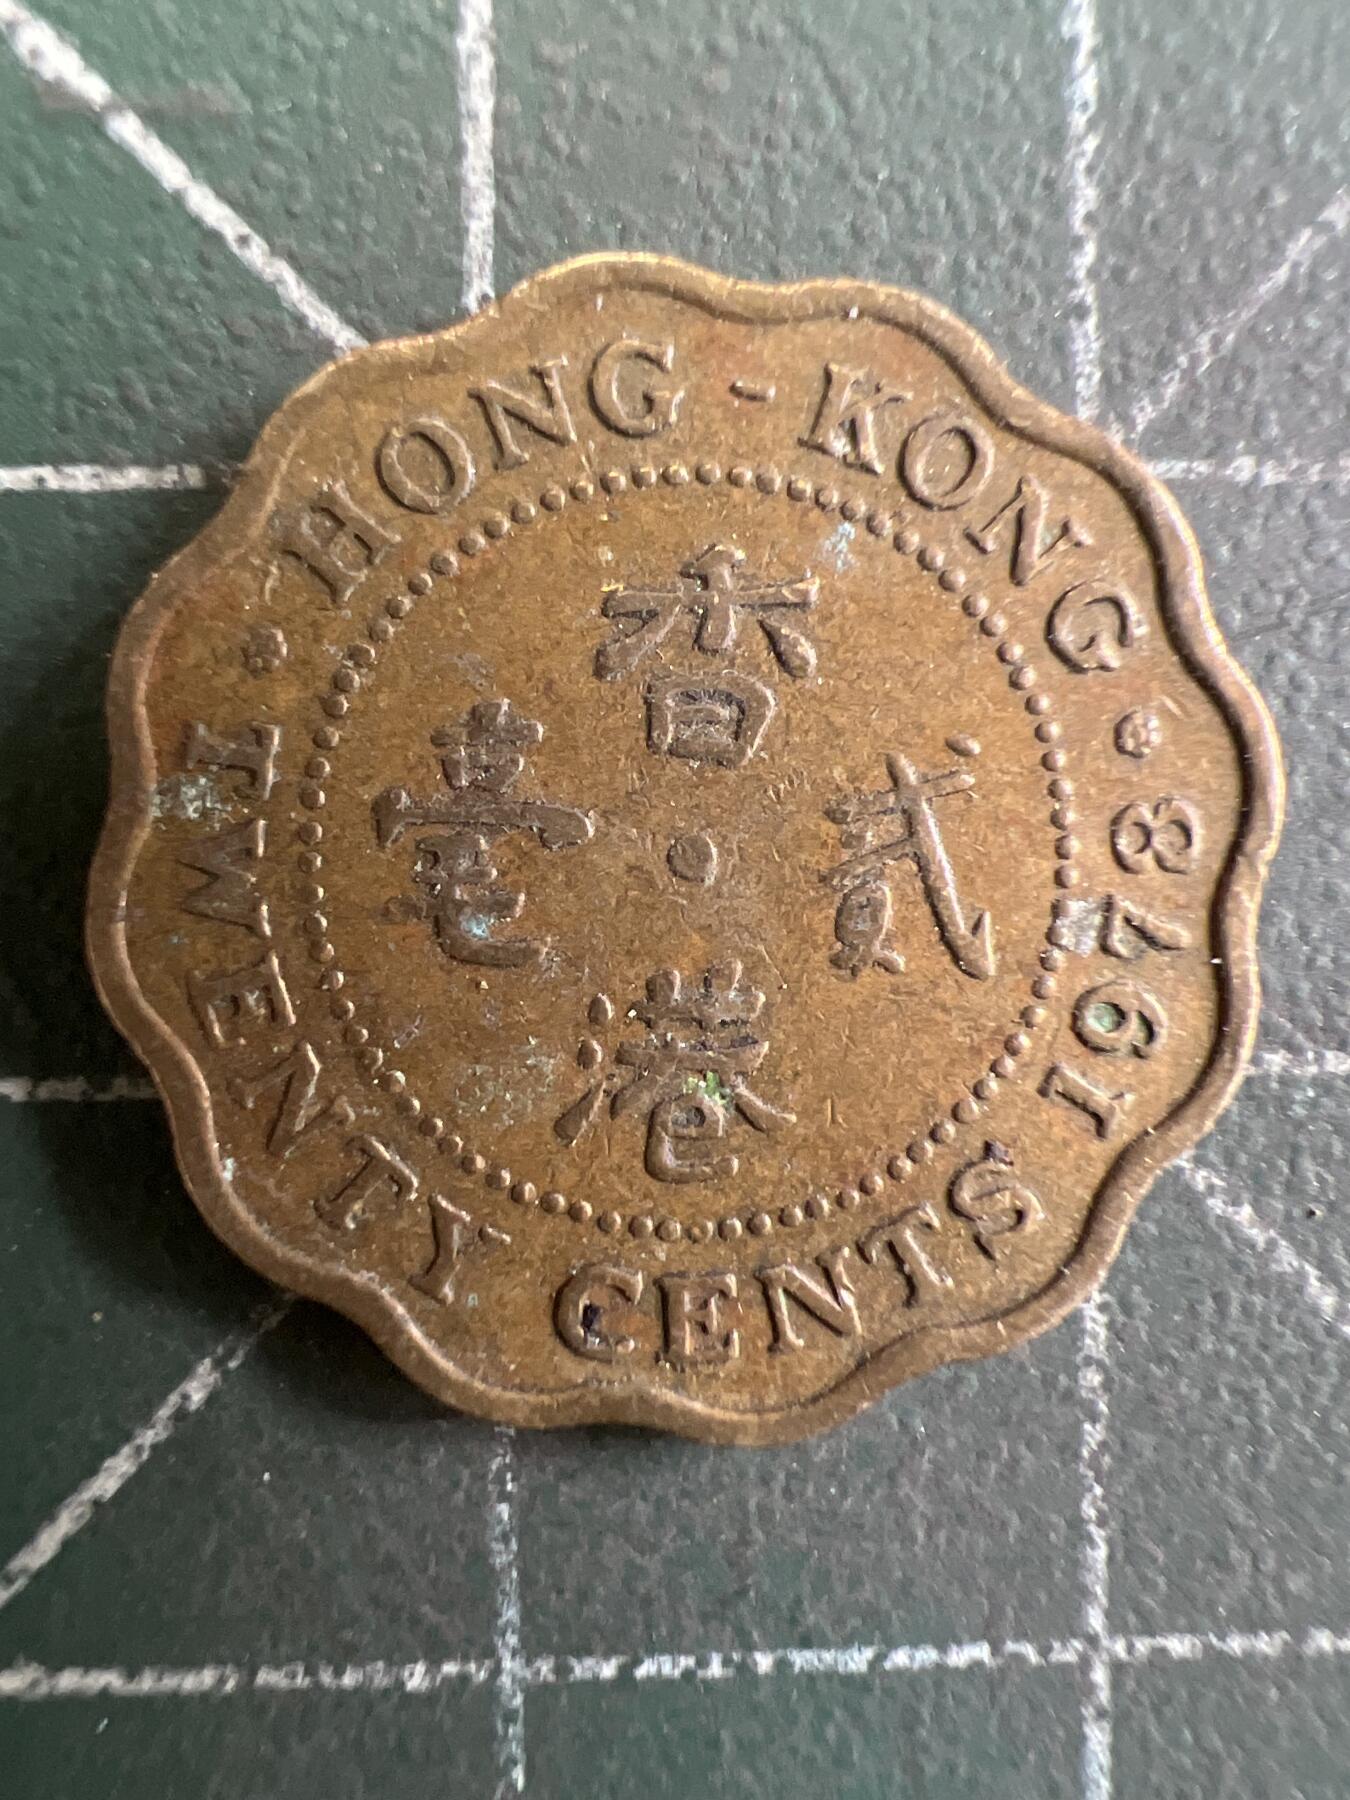 HONG-KONG
香港
貳毫
TWENTY CENTS 1978